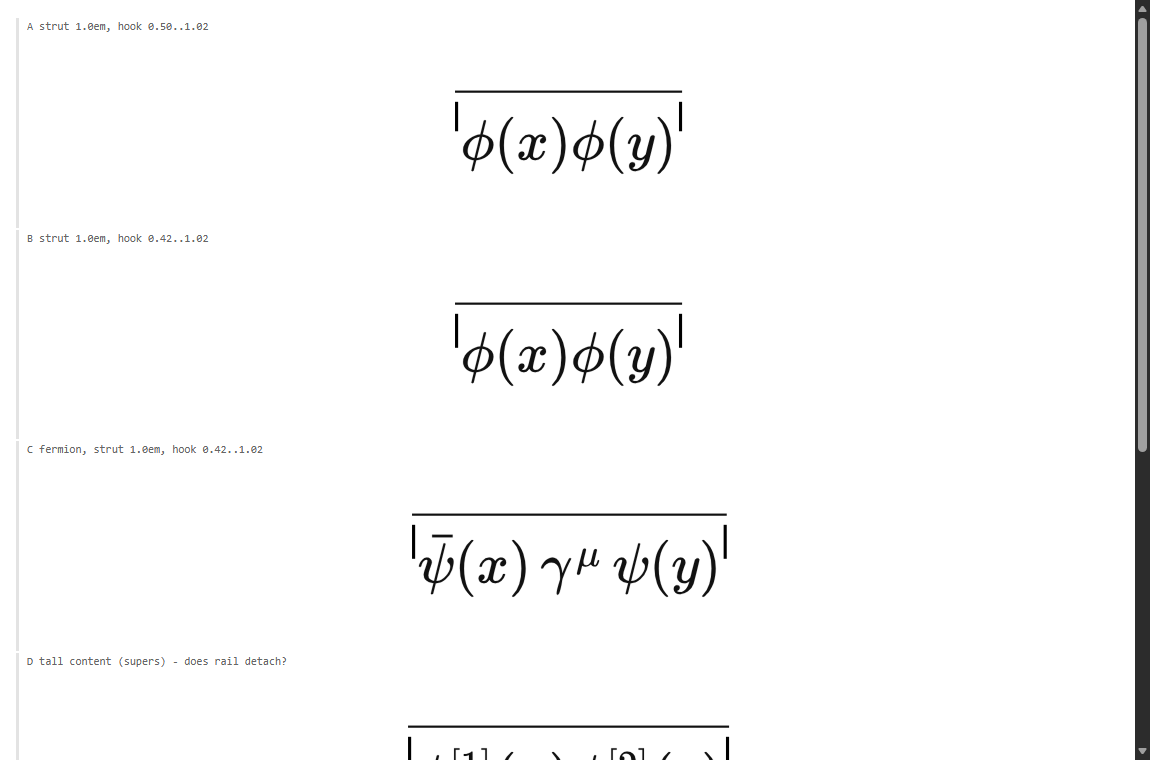 A strut 1.0em, hook 0.50..1.02
ϕ(x)ϕ(y)
B strut 1.0em, hook 0.42..1.02
ϕ(x)ϕ(y)
C fermion, strut 1.0em, hook 0.42..1.02
ψ̄(x) γ^μ ψ(y)
D tall content (supers) - does rail detach?